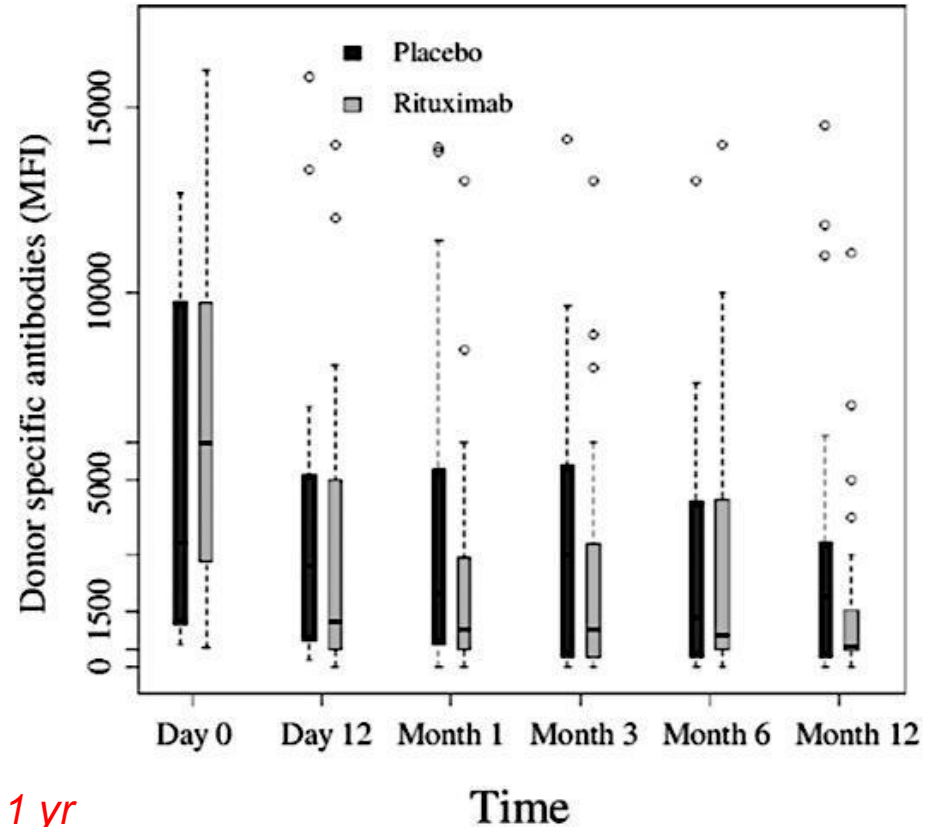 Placebo
Rituximab
Donor specific antibodies (MFI)
15000
10000
5000
1500
0
Day 0 Day 12 Month 1 Month 3 Month 6 Month 12
1 yr
Time